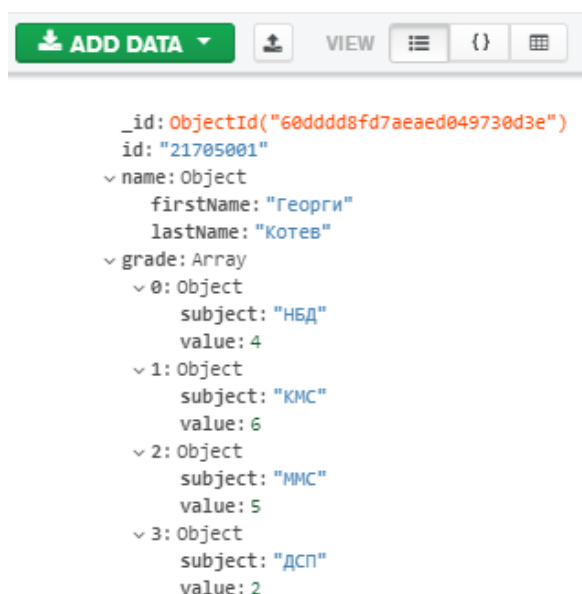 ADD DATA VIEW {}
_id: ObjectId("60dddd8fd7aeaed049730d3e")
id: "21705001"
name: Object
firstName: "Георги"
lastName: "Котев"
grade: Array
0: Object
subject: "НБД"
value: 4
1: Object
subject: "КМС"
value: 6
2: Object
subject: "ММС"
value: 5
3: Object
subject: "ДСП"
value: 2